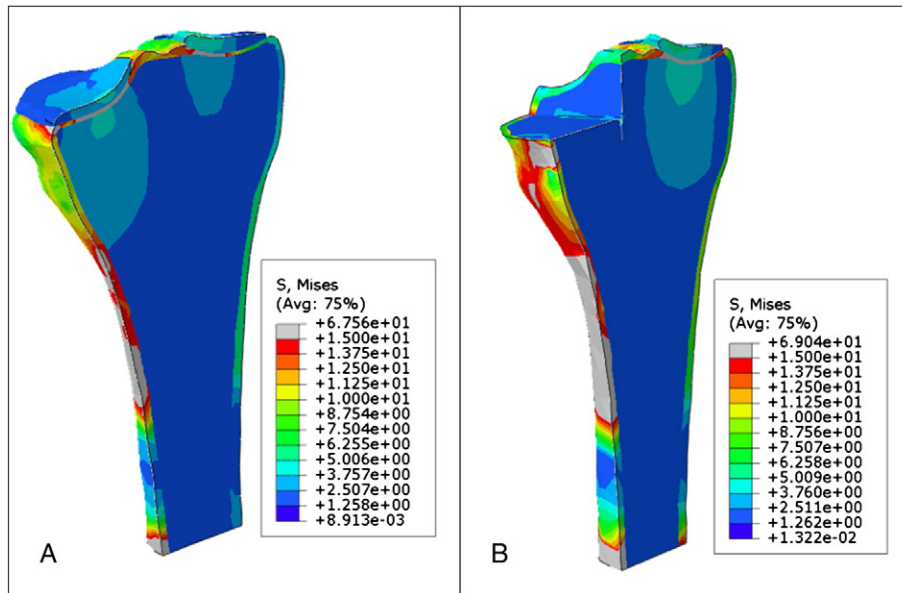 S, Mises
(Avg: 75%)
+6.756e+01
+1.500e+01
+1.375e+01
+1.250e+01
+1.125e+01
+1.000e+01
+8.754e+00
+7.504e+00
+6.255e+00
+5.006e+00
+3.757e+00
+2.507e+00
+1.258e+00
+8.913e-03
A
S, Mises
(Avg: 75%)
+6.904e+01
+1.500e+01
+1.375e+01
+1.250e+01
+1.125e+01
+1.000e+01
+8.756e+00
+7.507e+00
+6.258e+00
+5.009e+00
+3.760e+00
+2.511e+00
+1.262e+00
+1.322e-02
B